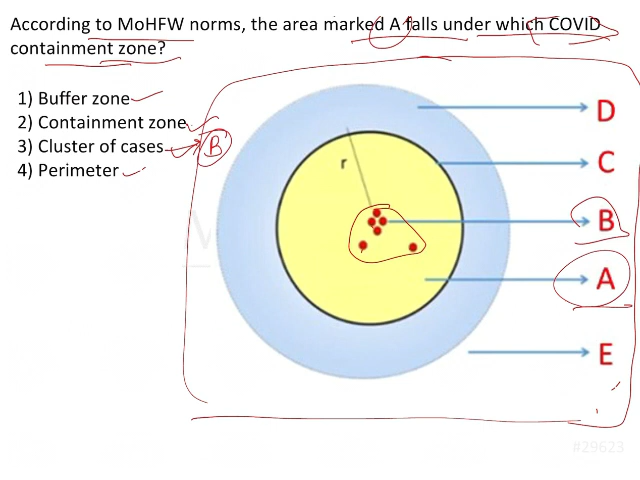 According to MoHFW norms, the area marked A falls under which COVID
containment zone?
1) Buffer zone
2) Containment zone
3) Cluster of cases
B
4) Perimeter
D
r
C
B
A
E
#29623